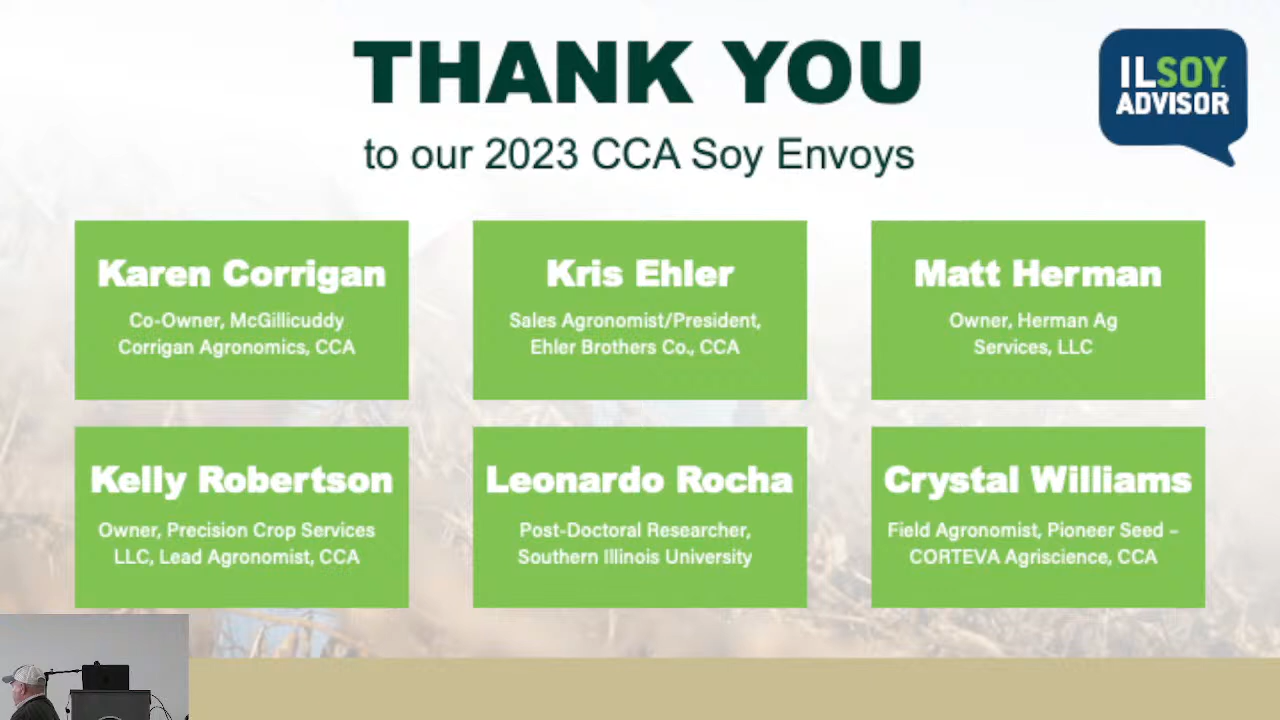 THANK YOU
to our 2023 CCA Soy Envoys
ILSOY
ADVISOR
Karen Corrigan
Co-Owner, McGillicuddy
Corrigan Agronomics, CCA
Kris Ehler
Sales Agronomist/President,
Ehler Brothers Co., CCA
Matt Herman
Owner, Herman Ag
Services, LLC
Kelly Robertson
Owner, Precision Crop Services
LLC, Lead Agronomist, CCA
Leonardo Rocha
Post-Doctoral Researcher,
Southern Illinois University
Crystal Williams
Field Agronomist, Pioneer Seed –
CORTEVA Agriscience, CCA